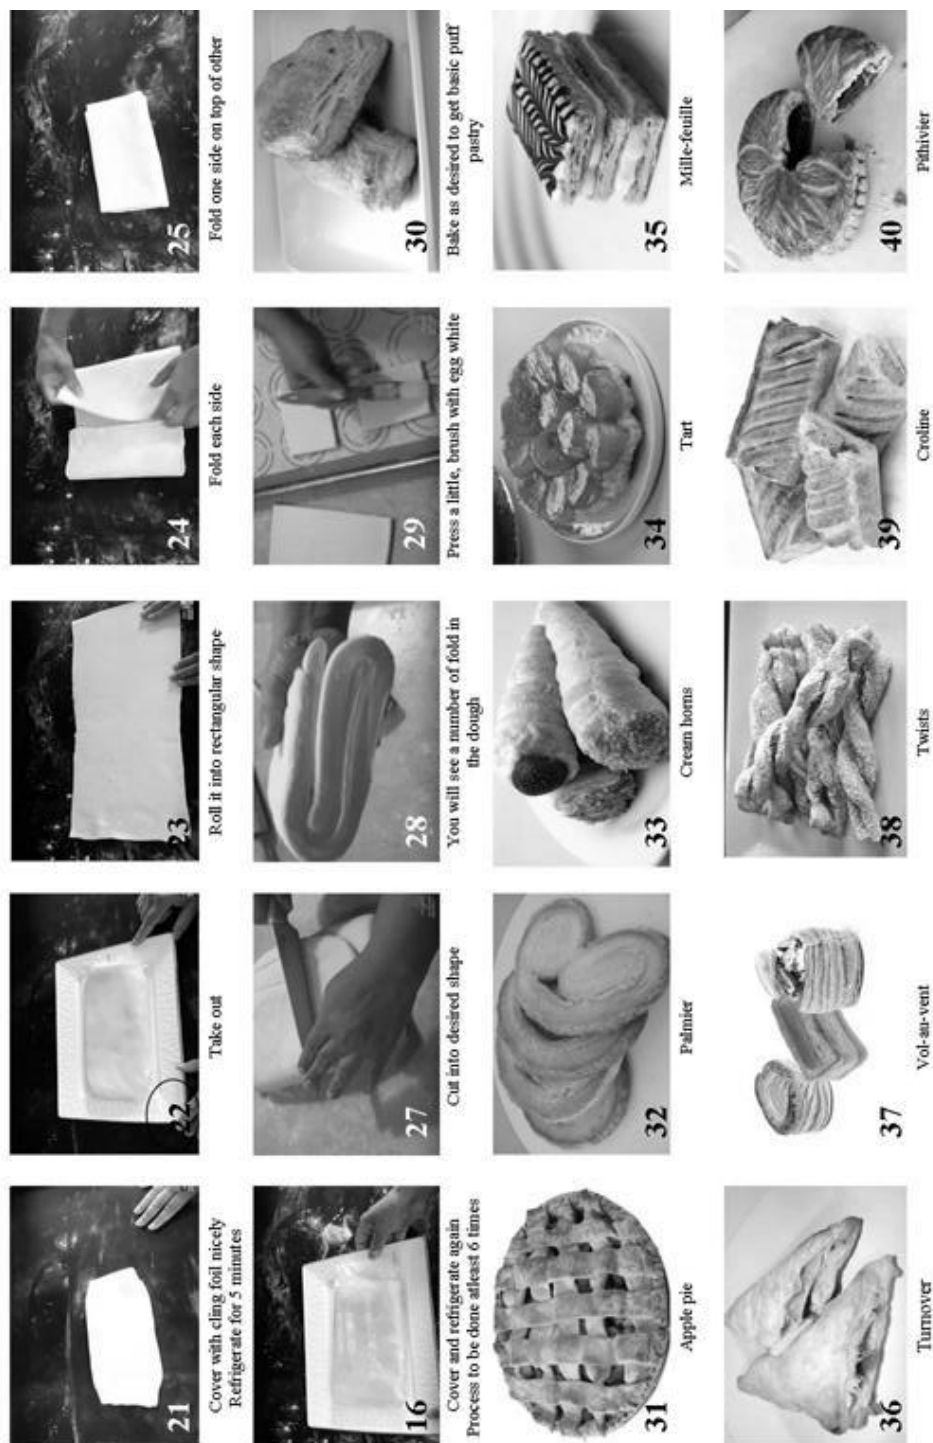 21
Cover with cling foil nicely
Refrigerate for 5 minutes
22
Take out
23
Roll it into rectangular shape
24
Fold each side
25
Fold one side on top of other
16
Cover and refrigerate again
Process to be done atleast 6 times
27
Cut into desired shape
28
You will see a number of fold in
the dough
29
Press a little, brush with egg white
30
Bake as desired to get basic puff
pastry
31
Apple pie
32
Palmier
33
Cream horns
34
Tart
35
Mille-feuille
36
Turnover
37
Vol-au-vent
38
Twists
39
Croline
40
Pithivier